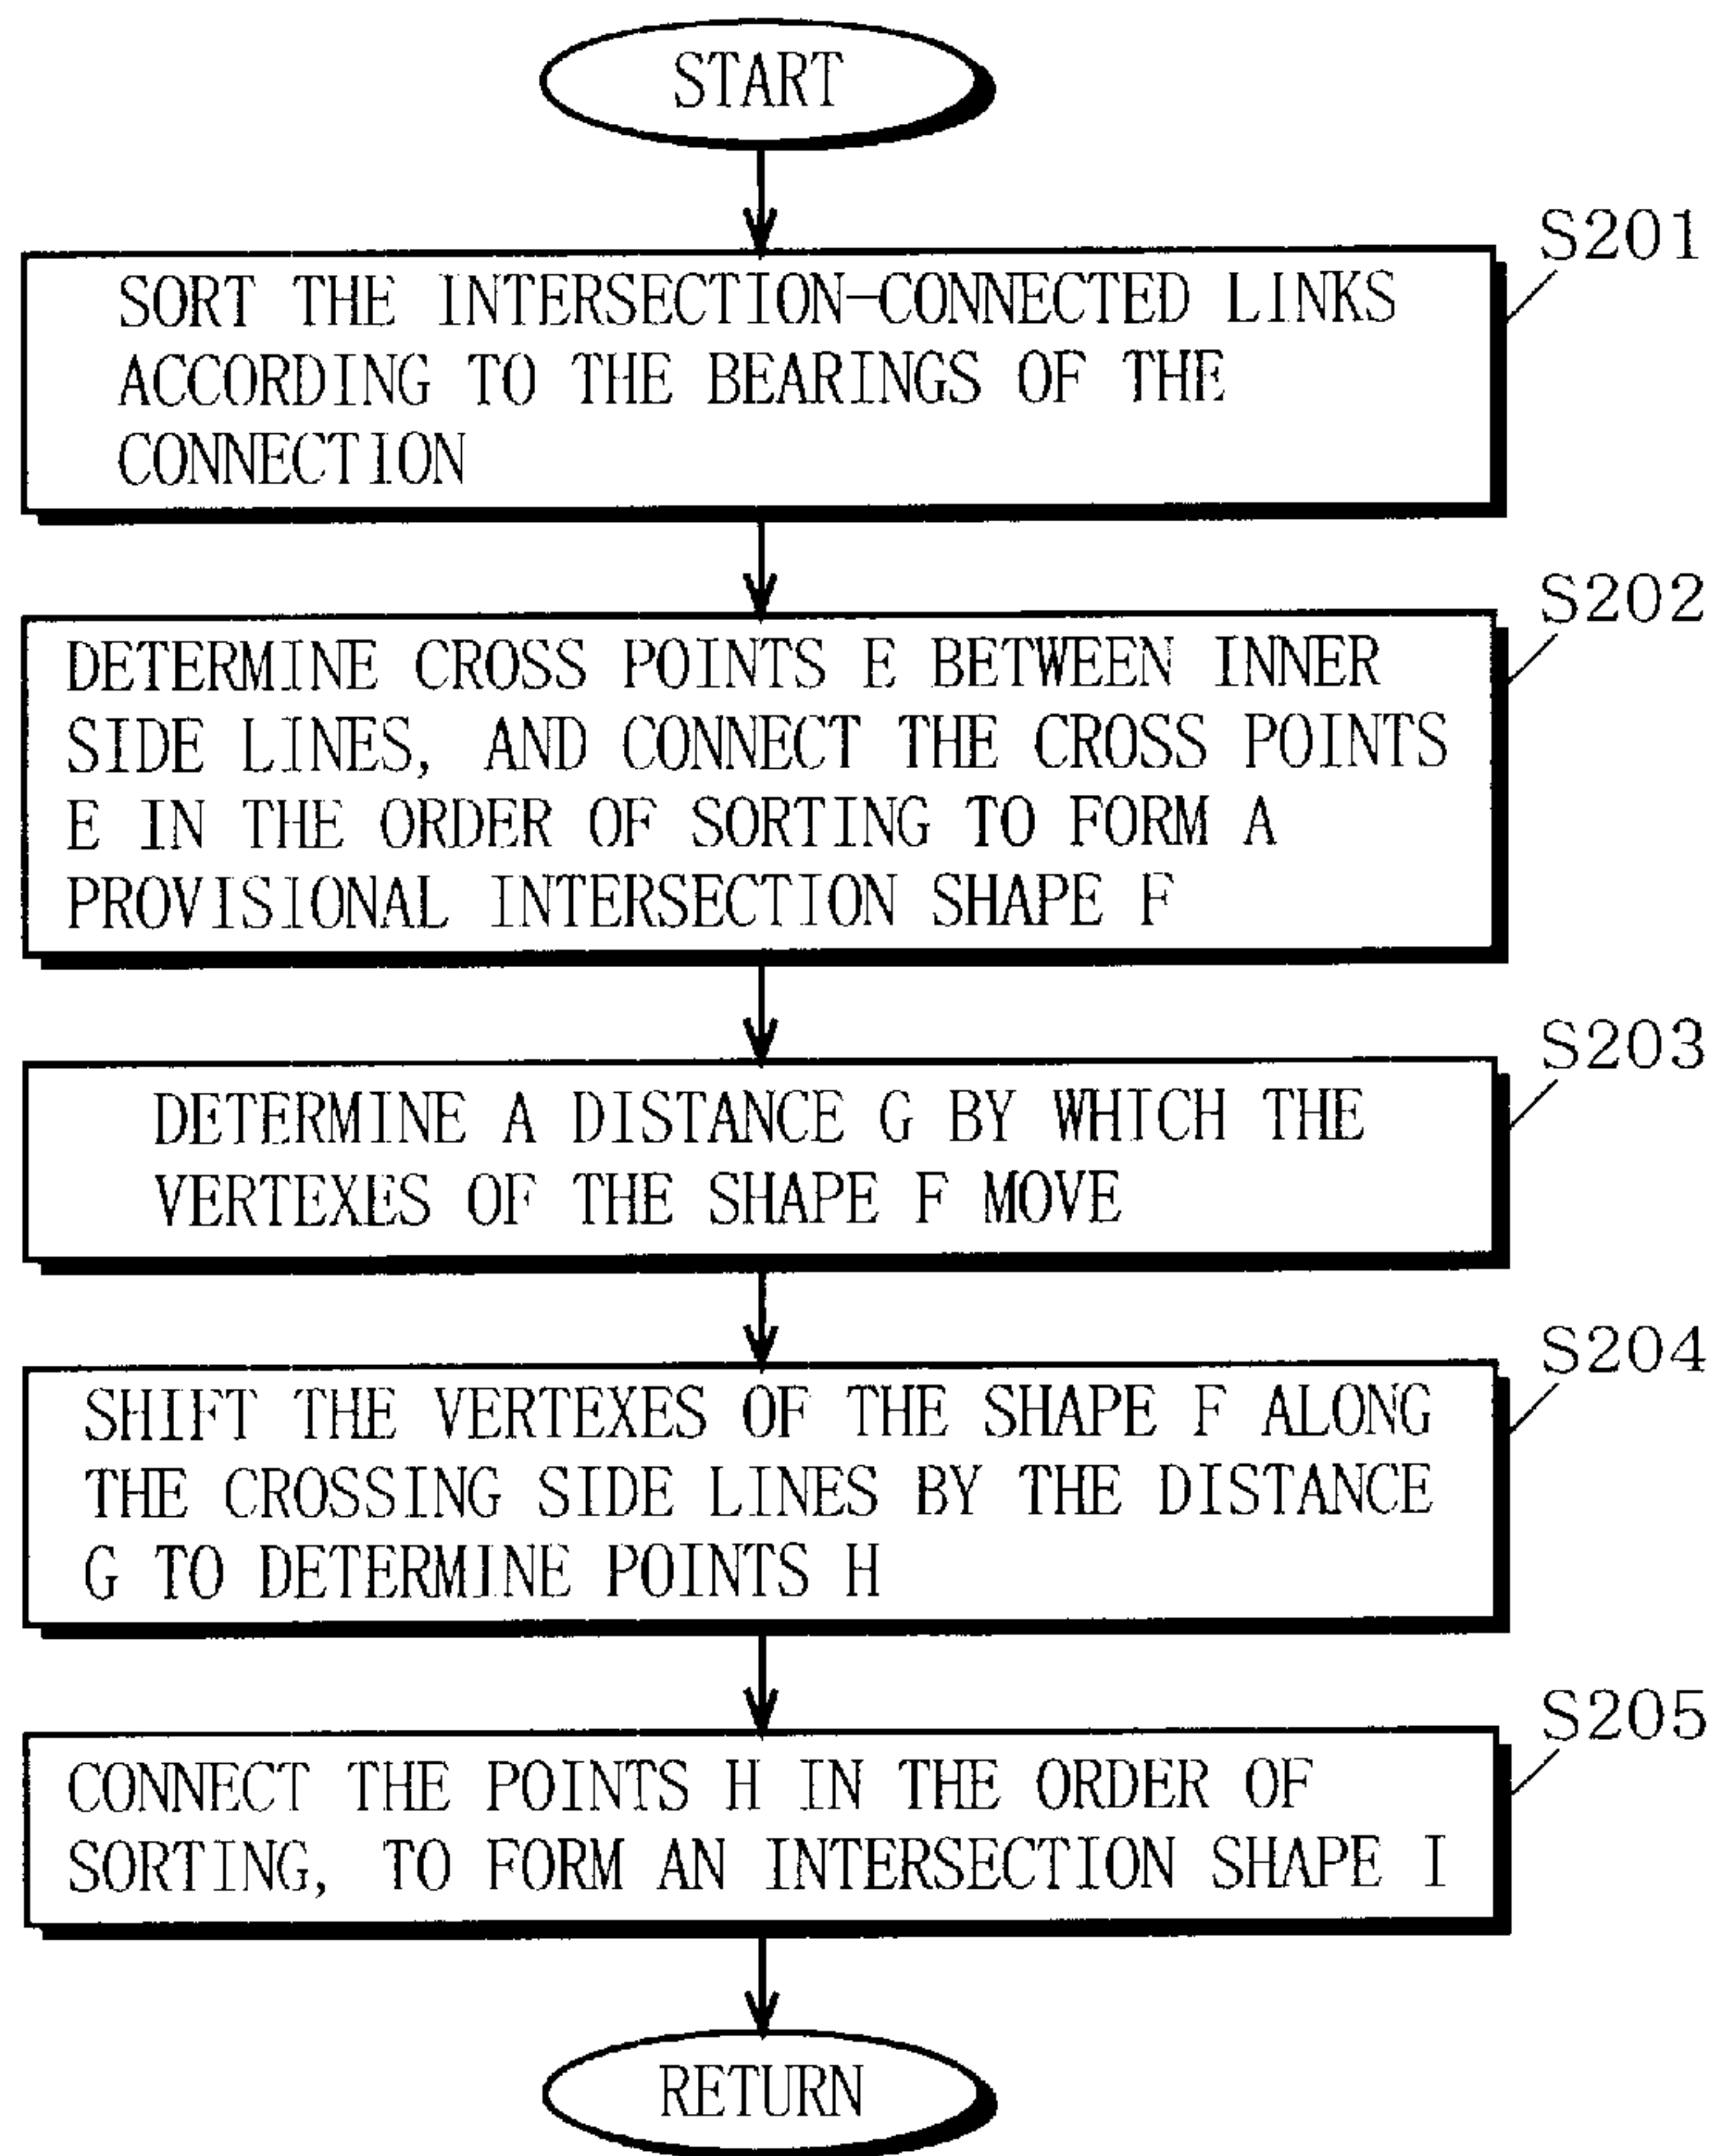 START
S201
SORT THE INTERSECTION-CONNECTED LINKS
ACCORDING TO THE BEARINGS OF THE
CONNECTION
S202
DETERMINE CROSS POINTS E BETWEEN INNER
SIDE LINES, AND CONNECT THE CROSS POINTS
E IN THE ORDER OF SORTING TO FORM A
PROVISIONAL INTERSECTION SHAPE F
S203
DETERMINE A DISTANCE G BY WHICH THE
VERTEXES OF THE SHAPE F MOVE
S204
SHIFT THE VERTEXES OF THE SHAPE F ALONG
THE CROSSING SIDE LINES BY THE DISTANCE
G TO DETERMINE POINTS H
S205
CONNECT THE POINTS H IN THE ORDER OF
SORTING, TO FORM AN INTERSECTION SHAPE I
RETURN